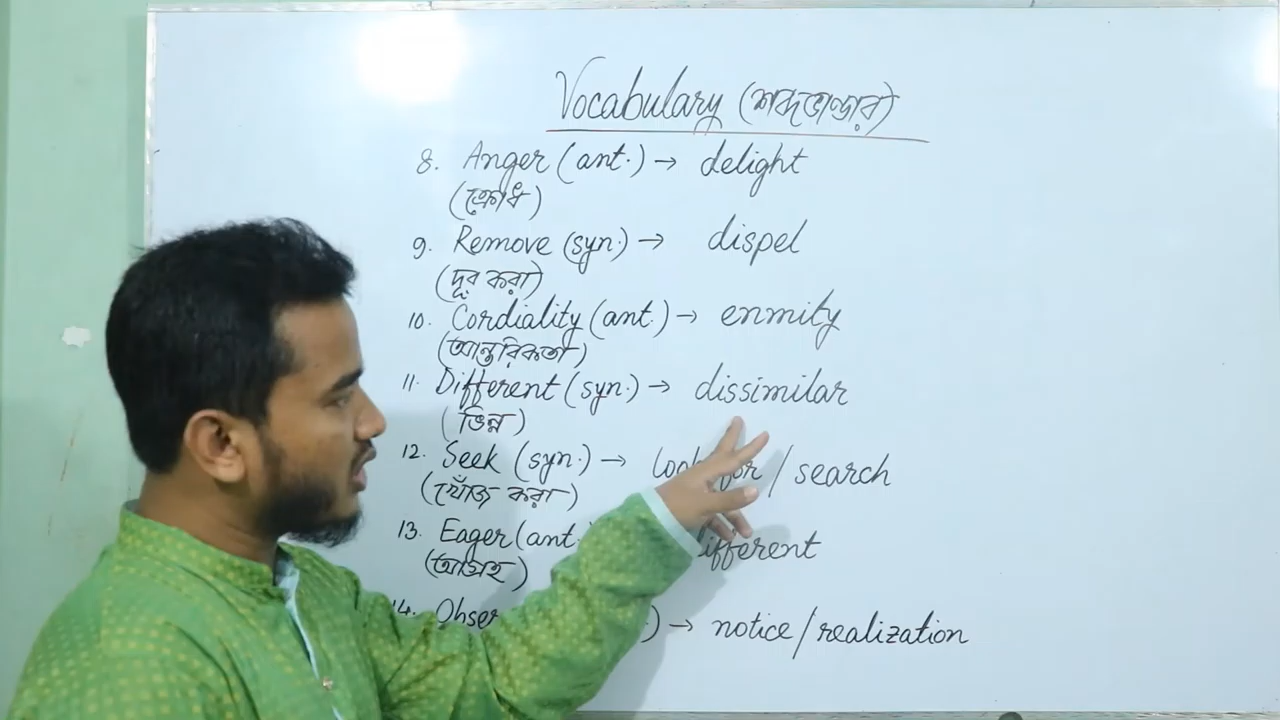 Vocabulary (শব্দভাণ্ডার)
8. Anger (ant.) → delight
(ক্রোধ)
9. Remove (syn.) → dispel
(দূর করা)
10. Cordiality (ant.) → enmity
(আন্তরিকতা)
11. Different (syn.) → dissimilar
(ভিন্ন)
12. Seek (syn.) → look for / search
(খোঁজ করা)
13. Eager (ant. ifferent
(আগ্রহ)
14. Obser ) → notice/realization